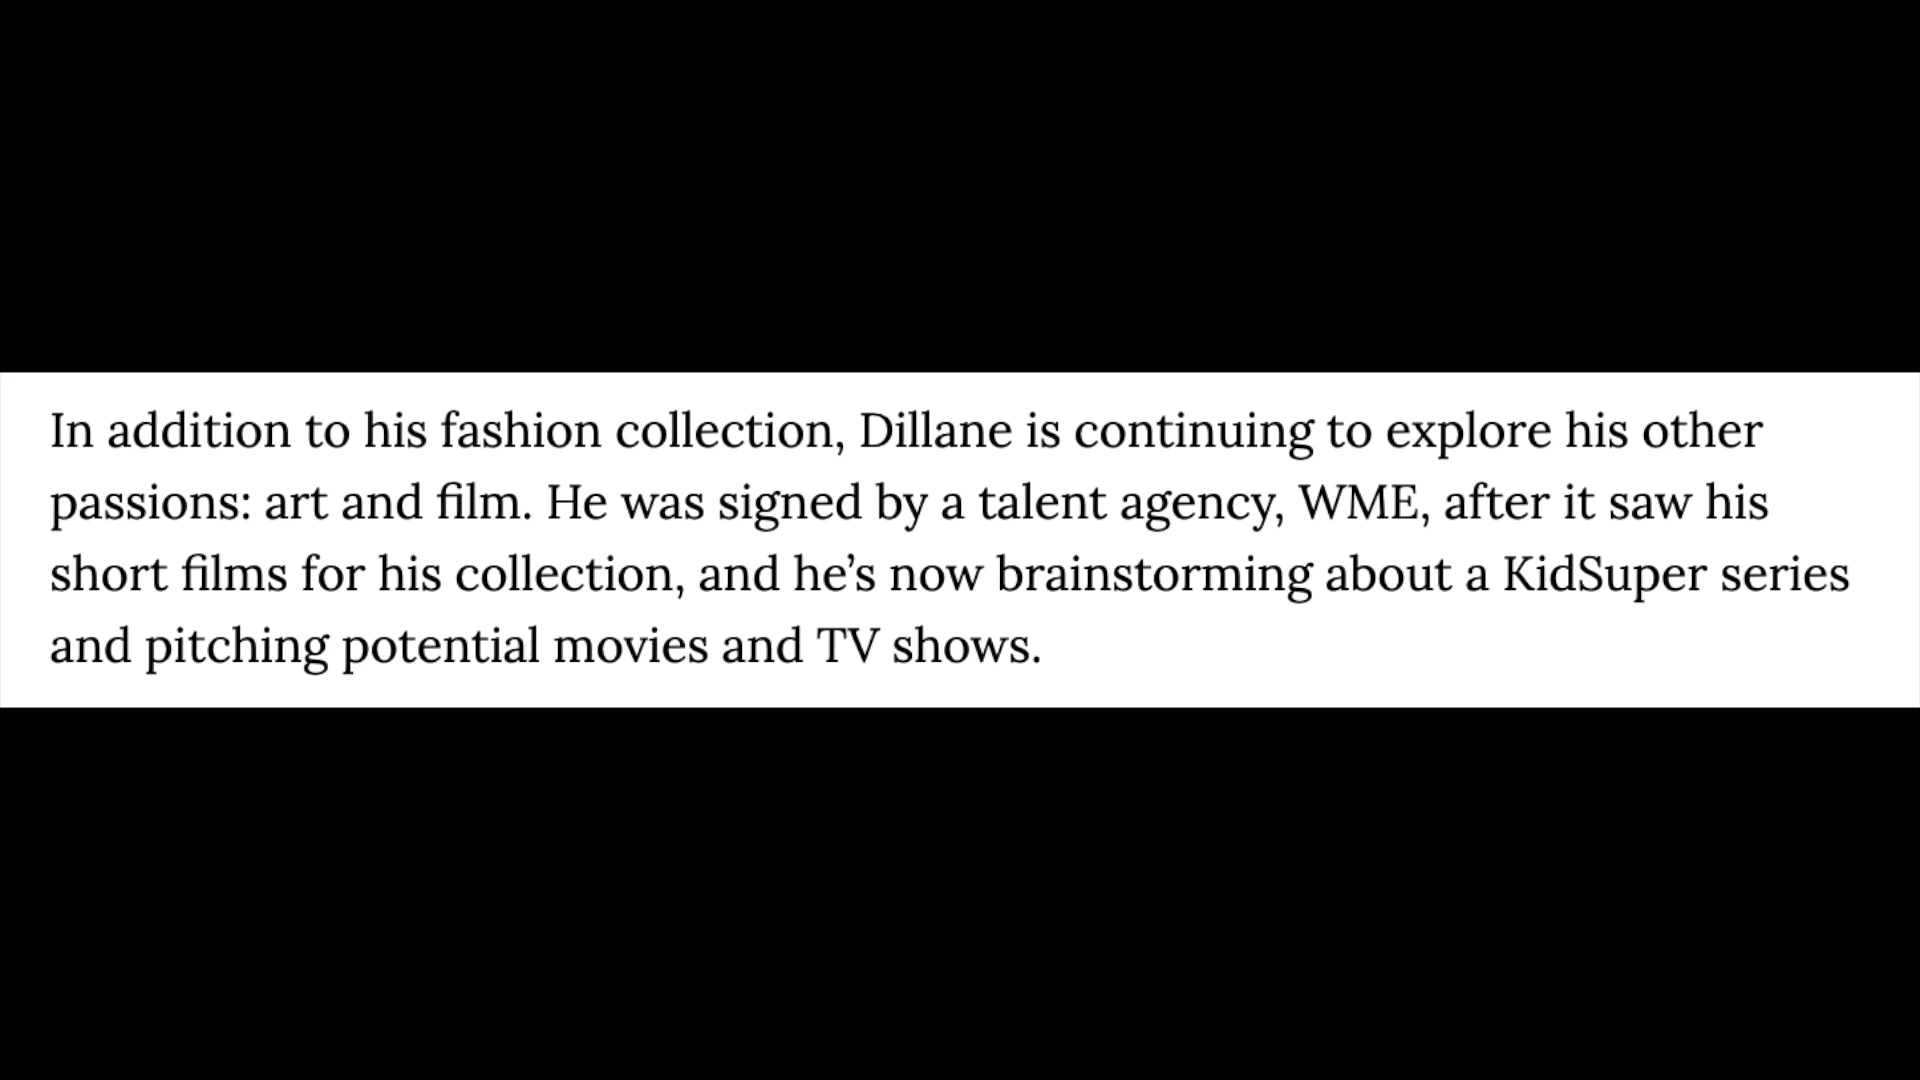 In addition to his fashion collection, Dillane is continuing to explore his other
passions: art and film. He was signed by a talent agency, WME, after it saw his
short films for his collection, and he’s now brainstorming about a KidSuper series
and pitching potential movies and TV shows.